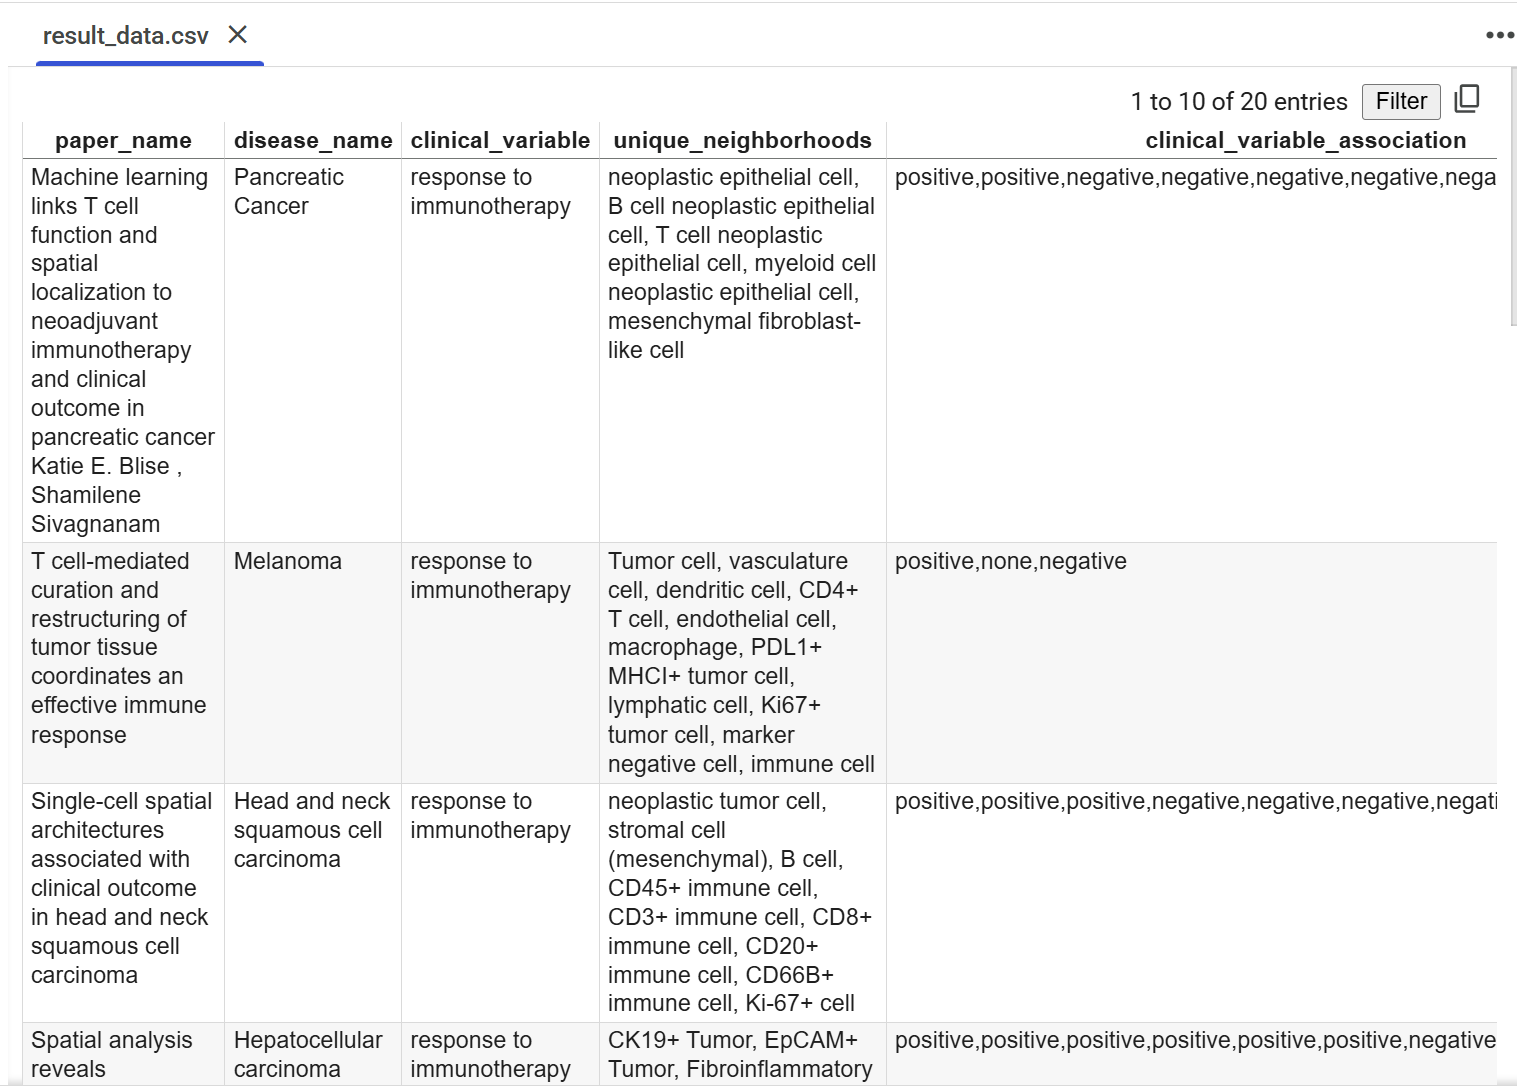 result_data.csv
1 to 10 of 20 entries Filter
paper_name disease_name clinical_variable unique_neighborhoods clinical_variable_association
Machine learning
links T cell
function and
spatial
localization to
neoadjuvant
immunotherapy
and clinical
outcome in
pancreatic cancer
Katie E. Blise ,
Shamilene
Sivagnanam
Pancreatic
Cancer
response to
immunotherapy
neoplastic epithelial cell,
B cell neoplastic epithelial
cell, T cell neoplastic
epithelial cell, myeloid cell
neoplastic epithelial cell,
mesenchymal fibroblast-
like cell
positive,positive,negative,negative,negative,negative,nega
T cell-mediated
curation and
restructuring of
tumor tissue
coordinates an
effective immune
response
Melanoma
response to
immunotherapy
Tumor cell, vasculature
cell, dendritic cell, CD4+
T cell, endothelial cell,
macrophage, PDL1+
MHCI+ tumor cell,
lymphatic cell, Ki67+
tumor cell, marker
negative cell, immune cell
positive,none,negative
Single-cell spatial
architectures
associated with
clinical outcome
in head and neck
squamous cell
carcinoma
Head and neck
squamous cell
carcinoma
response to
immunotherapy
neoplastic tumor cell,
stromal cell
(mesenchymal), B cell,
CD45+ immune cell,
CD3+ immune cell, CD8+
immune cell, CD20+
immune cell, CD66B+
immune cell, Ki-67+ cell
positive,positive,positive,negative,negative,negative,negati
Spatial analysis
reveals
Hepatocellular
carcinoma
response to
immunotherapy
CK19+ Tumor, EpCAM+
Tumor, Fibroinflammatory
positive,positive,positive,positive,positive,positive,negative